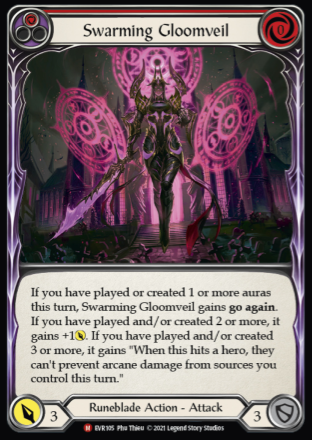 Swarming Gloomveil
If you have played or created 1 or more auras
this turn, Swarming Gloomveil gains go again.
If you have played and/or created 2 or more, it
gains +1. If you have played and/or created
3 or more, it gains "When this hits a hero, they
can't prevert arcane damage from sources you
control this turn."
3
Runeblade Action - Attack
3
M EVR105 Phu Thieu © 2021 Legend Story Studios